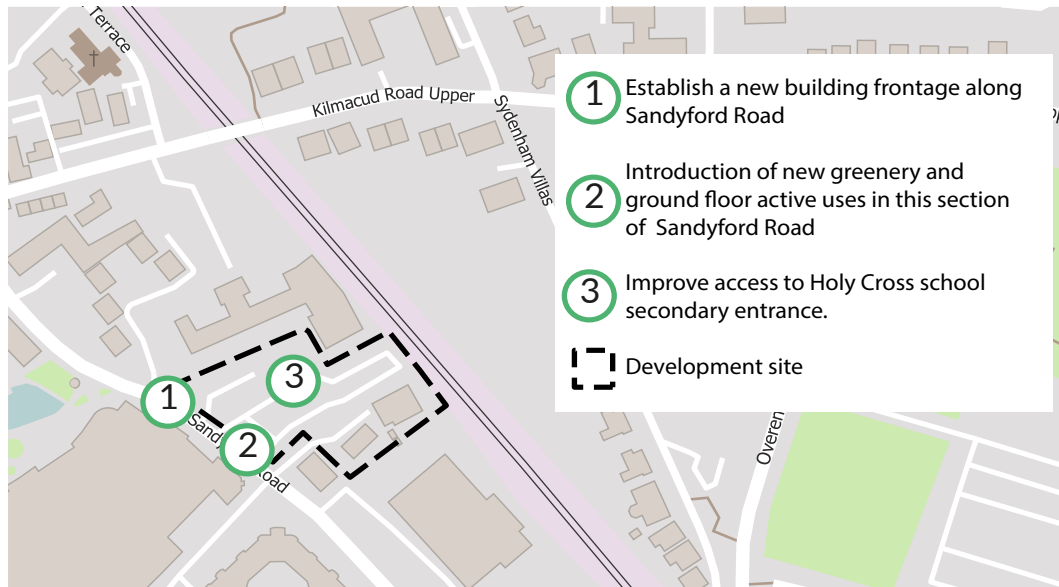 Terrace
Kilmacud Road Upper
Sydenham Villas
1 Establish a new building frontage along
Sandyford Road
2 Introduction of new greenery and
ground floor active uses in this section
of Sandyford Road
3 Improve access to Holy Cross school
secondary entrance.
Development site
3
1
2
Sandy
Road
Overen